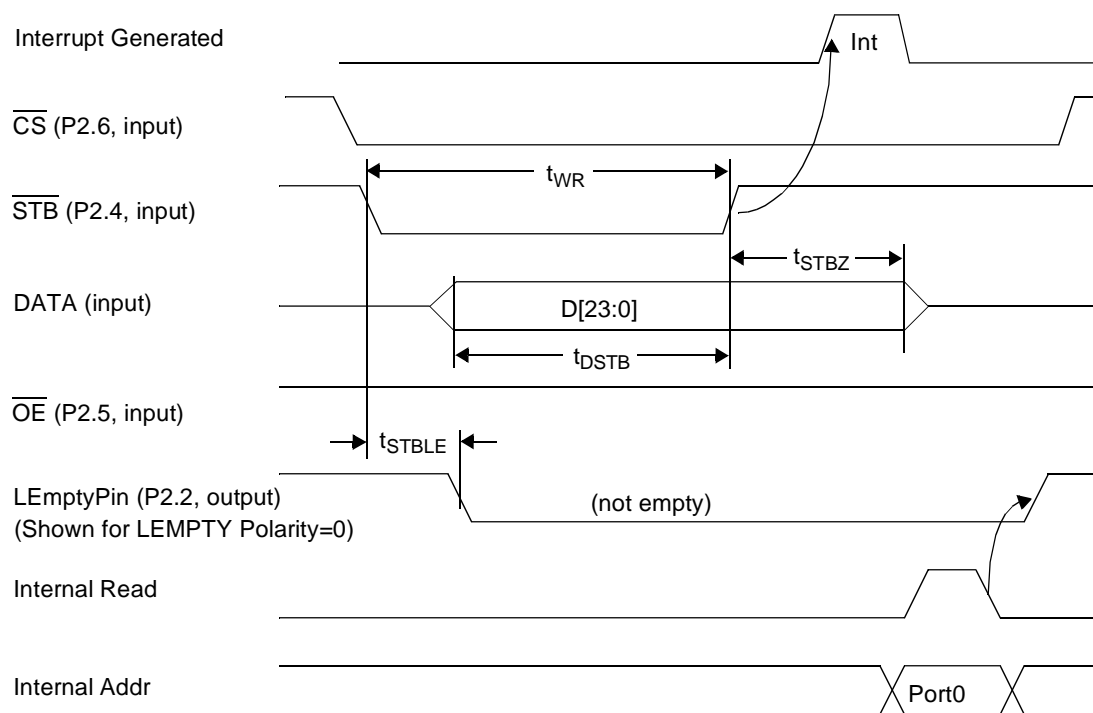 Interrupt Generated
Int
CS (P2.6, input)
tWR
STB (P2.4, input)
tSTBZ
DATA (input)
D[23:0]
tDSTB
OE (P2.5, input)
tSTBLE
LEmptyPin (P2.2, output)
(not empty)
(Shown for LEMPTY Polarity=0)
Internal Read
Internal Addr
Port0